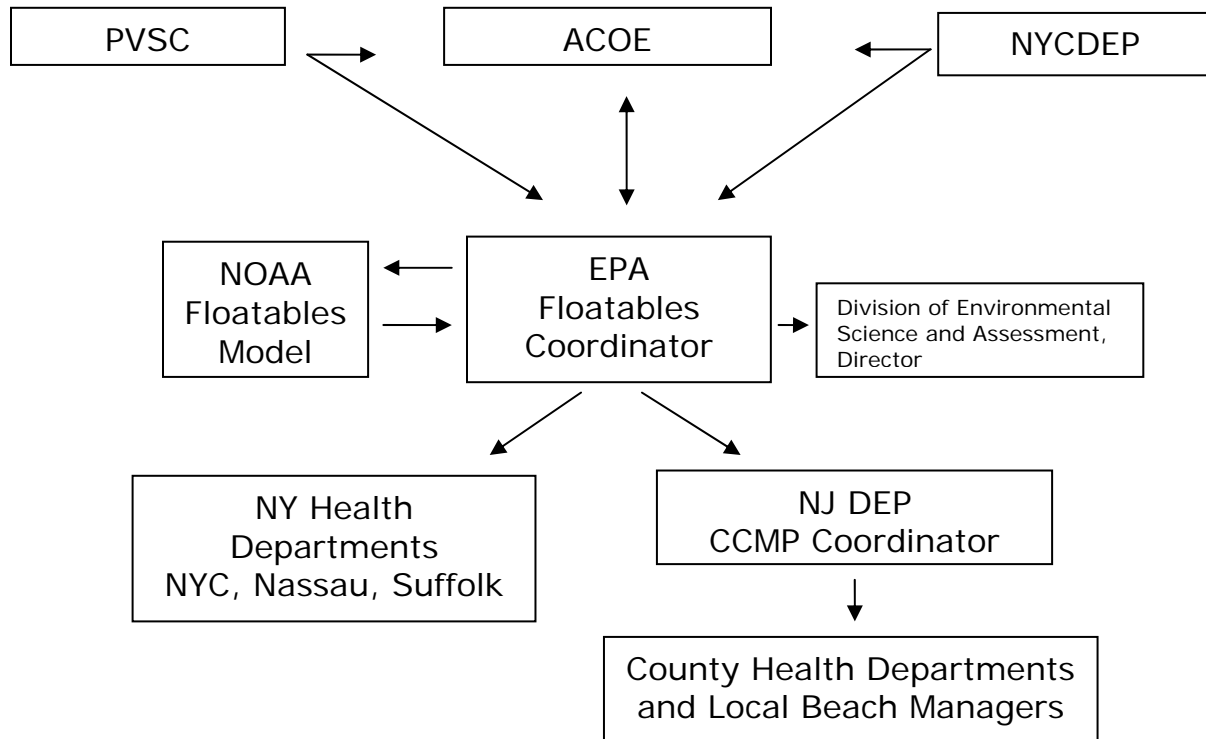 PVSC
ACOE
NYCDEP
NOAA
Floatables
Model
EPA
Floatables
Coordinator
Division of Environmental
Science and Assessment,
Director
NY Health
Departments
NYC, Nassau, Suffolk
NJ DEP
CCMP Coordinator
County Health Departments
and Local Beach Managers